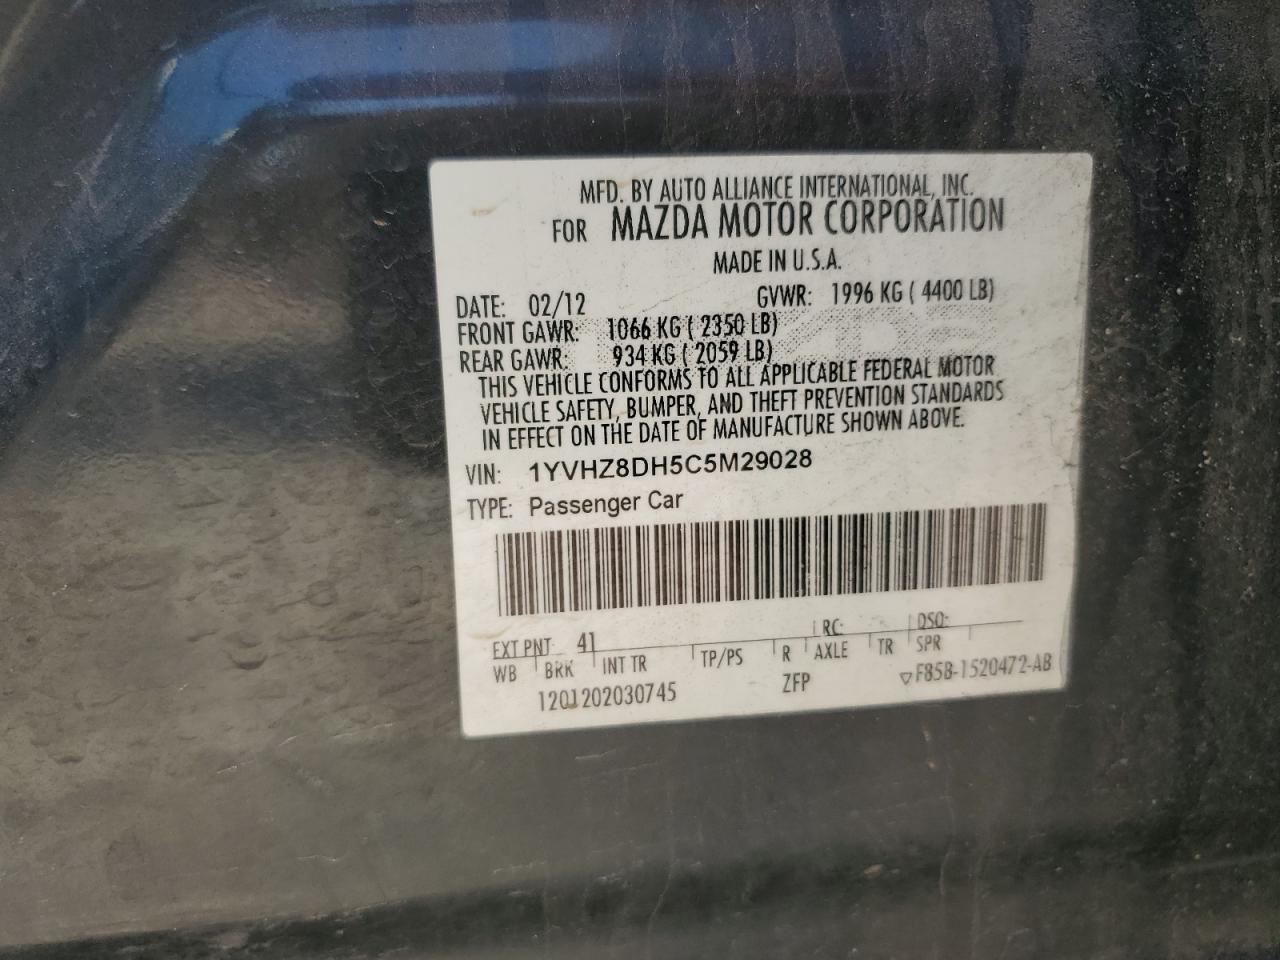 MFD. BY AUTO ALLIANCE INTERNATIONAL, INC.
FOR MAZDA MOTOR CORPORATION
MADE IN U.S.A.
DATE: 02/12 GVWR: 1996 KG ( 4400 LB)
FRONT GAWR: 1066 KG ( 2350 LB)
REAR GAWR: 934 KG ( 2059 LB)
THIS VEHICLE CONFORMS TO ALL APPLICABLE FEDERAL MOTOR
VEHICLE SAFETY, BUMPER, AND THEFT PREVENTION STANDARDS
IN EFFECT ON THE DATE OF MANUFACTURE SHOWN ABOVE.
VIN: 1YVHZ8DH5C5M29028
TYPE: Passenger Car
EXT PNT: 41 RC: DSO:
WB BRK INT TR TP/PS R AXLE TR SPR
1201202030745 ZFP ▽F85B-1520472-AB